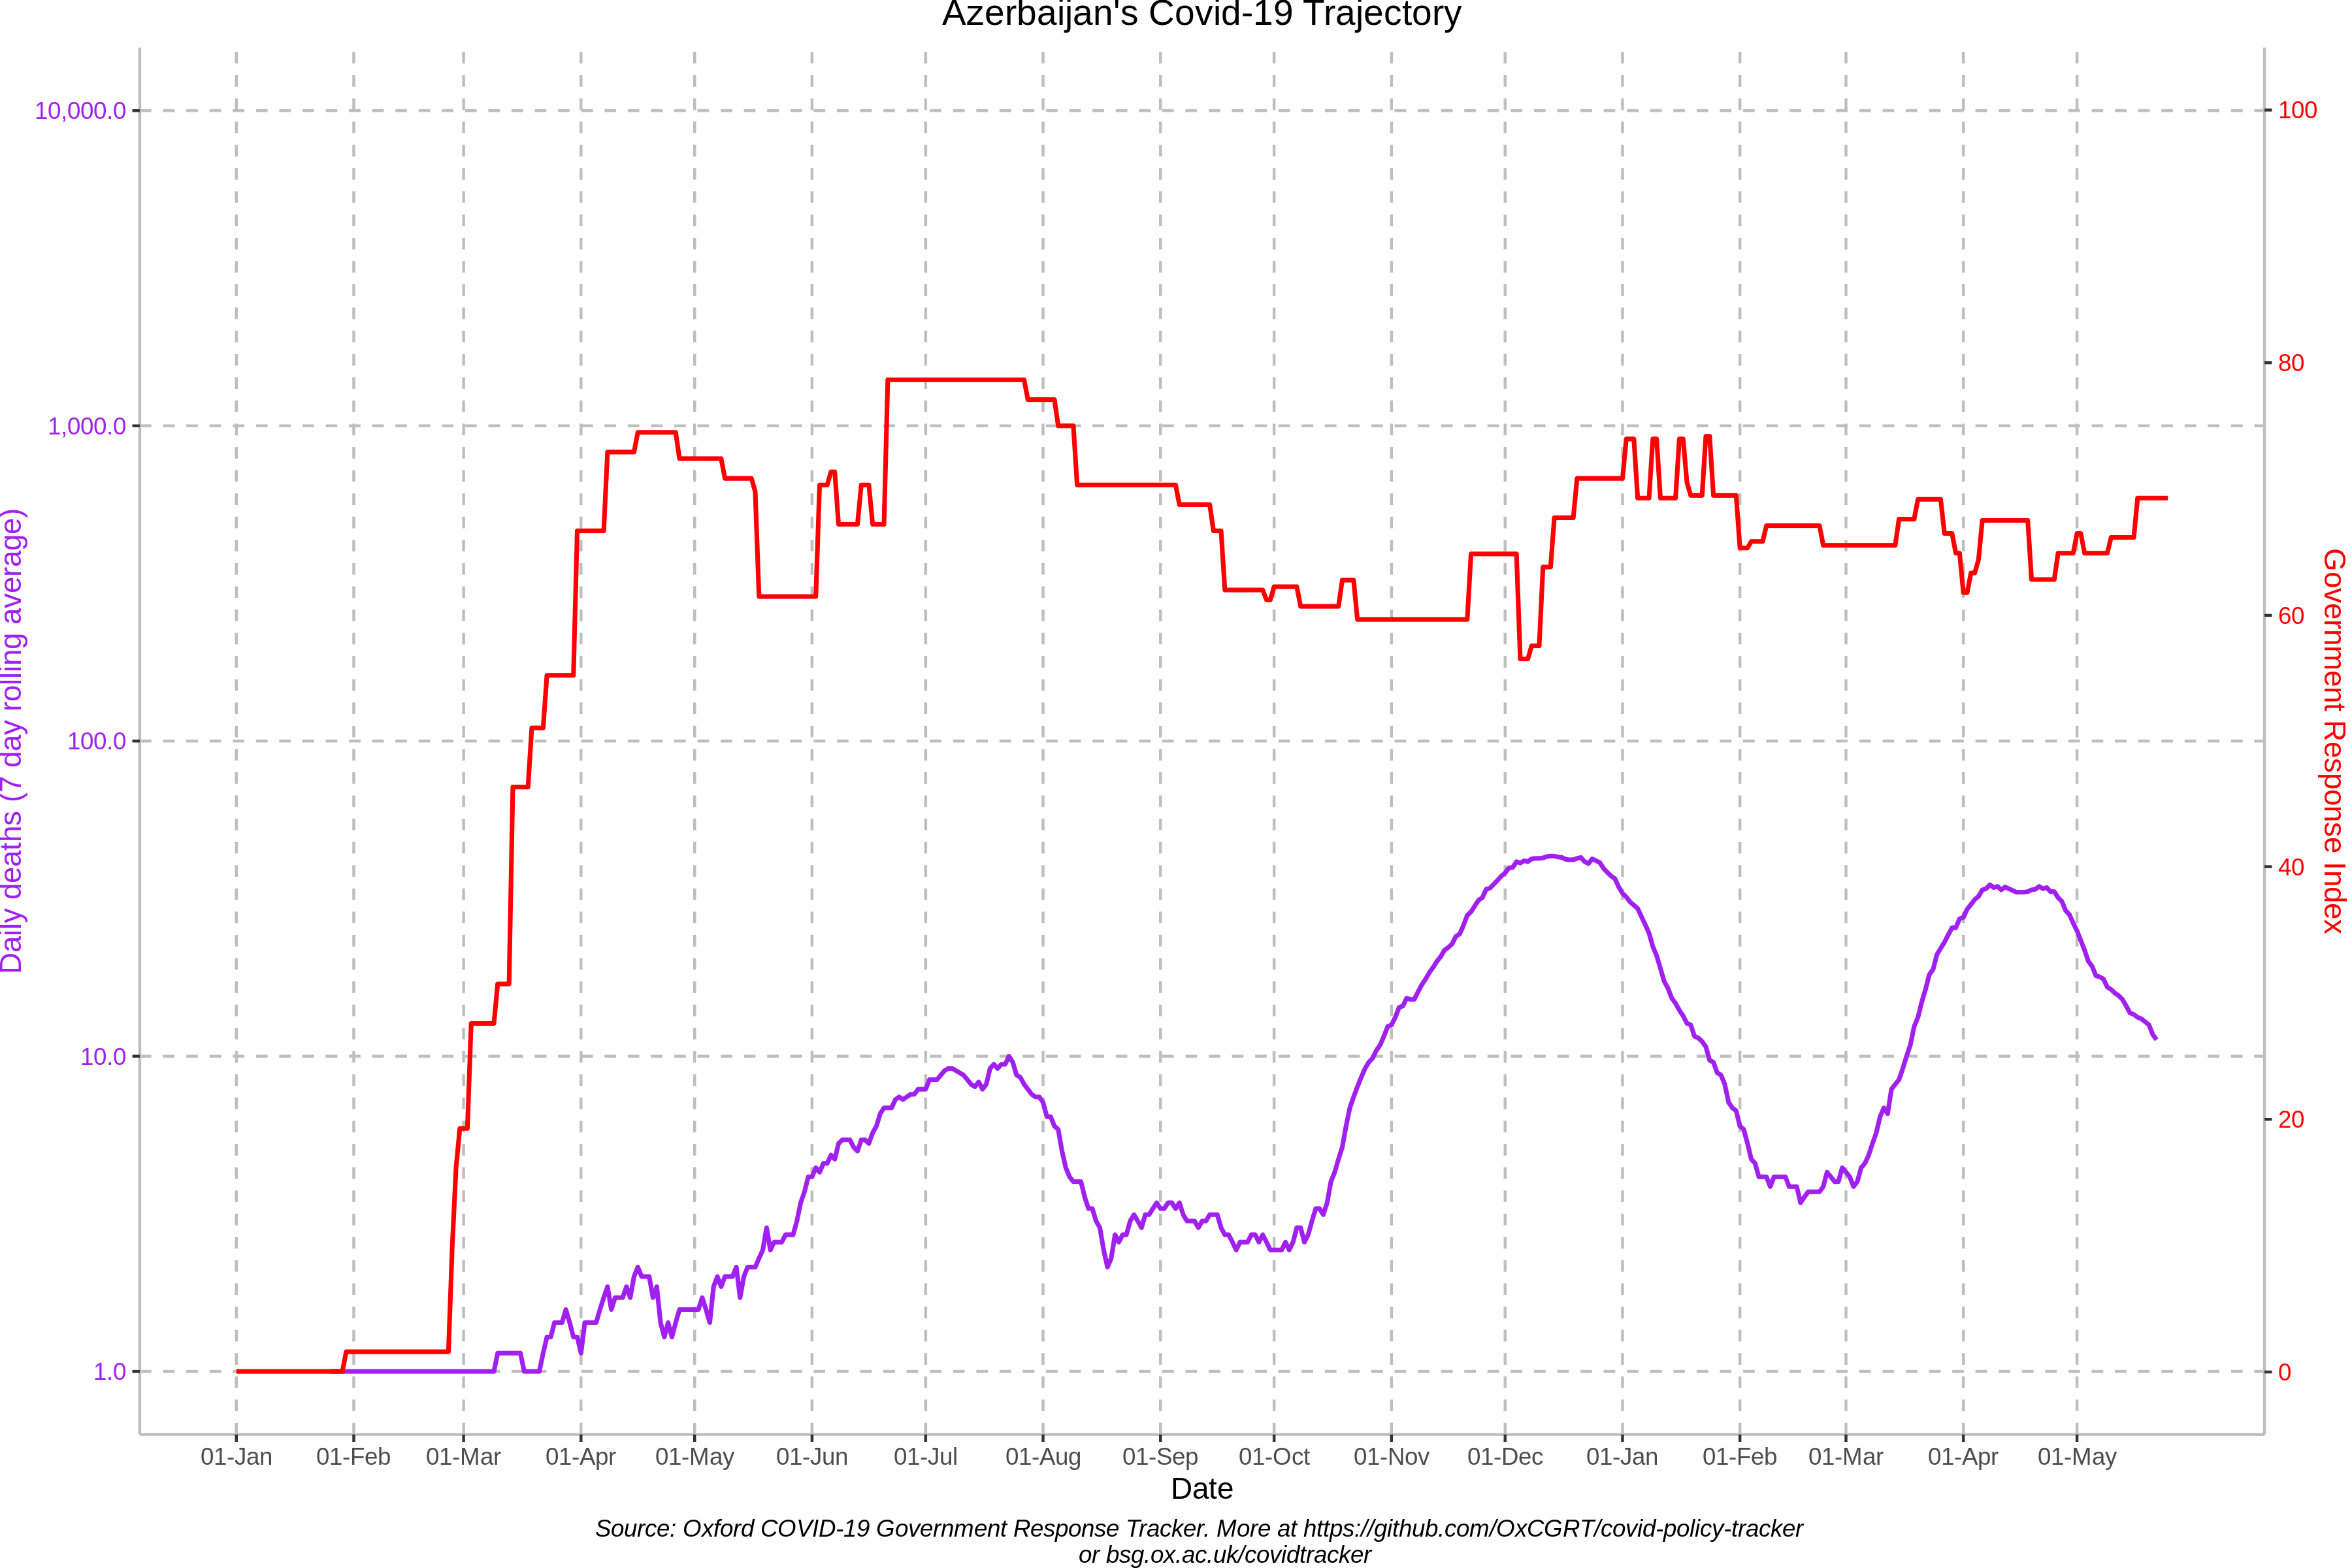 Azerbaijan's Covid-19 Trajectory
10,000.0
1,000.0
100.0
10.0
1.0
Daily deaths (7 day rolling average)
100
80
60
40
20
0
Government Response Index
01-Jan 01-Feb 01-Mar 01-Apr 01-May 01-Jun 01-Jul 01-Aug 01-Sep 01-Oct 01-Nov 01-Dec 01-Jan 01-Feb 01-Mar 01-Apr 01-May
Date
Source: Oxford COVID-19 Government Response Tracker. More at https://github.com/OxCGRT/covid-policy-tracker
or bsg.ox.ac.uk/covidtracker